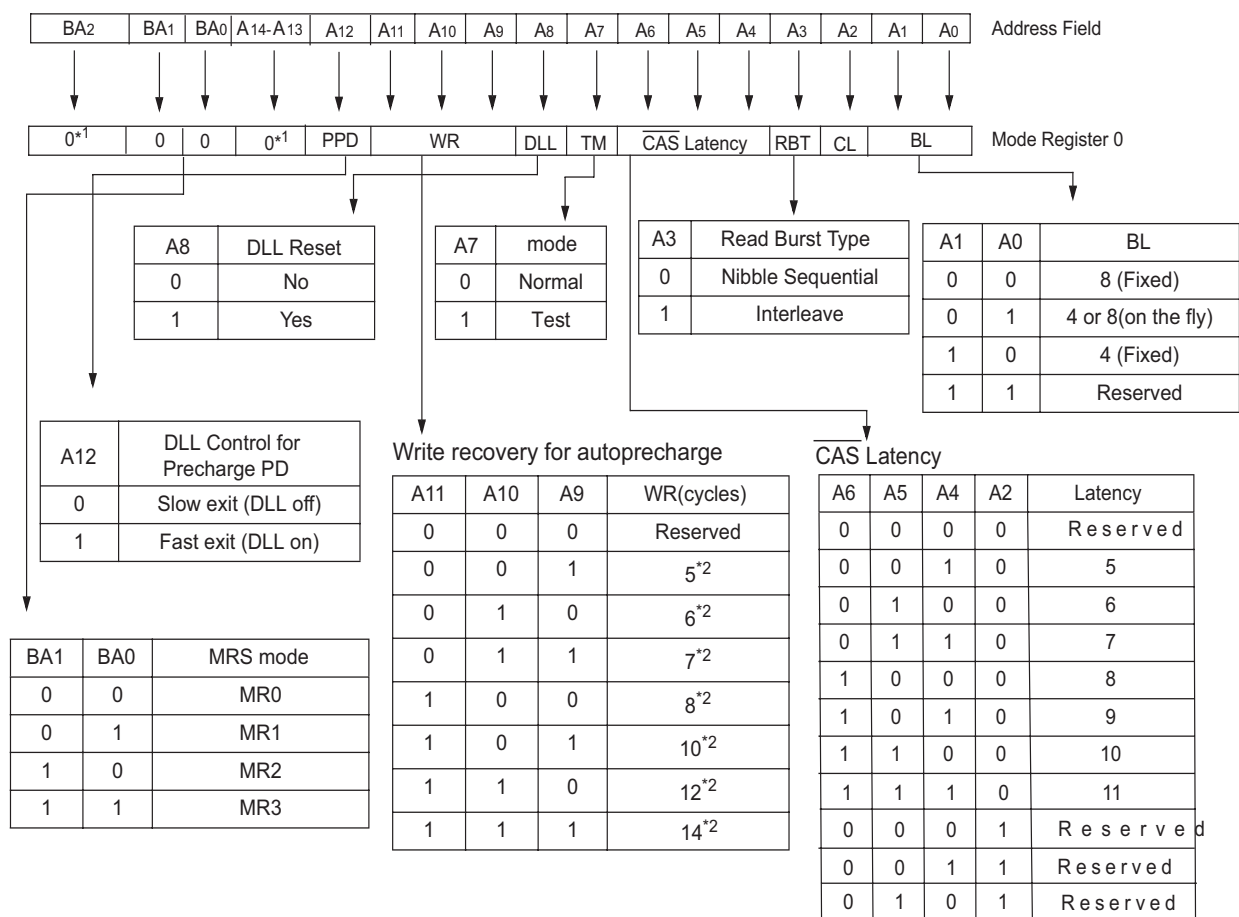 BA2 BA1 BA0 A14-A13 A12 A11 A10 A9 A8 A7 A6 A5 A4 A3 A2 A1 A0 Address Field
0*1 0 0 0*1 PPD WR DLL TM CAS Latency RBT CL BL Mode Register 0
A8 DLL Reset
0 No
1 Yes
A7 mode
0 Normal
1 Test
A3 Read Burst Type
0 Nibble Sequential
1 Interleave
A1 A0 BL
0 0 8 (Fixed)
0 1 4 or 8(on the fly)
1 0 4 (Fixed)
1 1 Reserved
A12 DLL Control for
Precharge PD
0 Slow exit (DLL off)
1 Fast exit (DLL on)
Write recovery for autoprecharge
A11 A10 A9 WR(cycles)
0 0 0 Reserved
0 0 1 5*2
0 1 0 6*2
0 1 1 7*2
1 0 0 8*2
1 0 1 10*2
1 1 0 12*2
1 1 1 14*2
CAS Latency
A6 A5 A4 A2 Latency
0 0 0 0 Reserved
0 0 1 0 5
0 1 0 0 6
0 1 1 0 7
1 0 0 0 8
1 0 1 0 9
1 1 0 0 10
1 1 1 0 11
0 0 0 1 Reserved
0 0 1 1 Reserved
0 1 0 1 Reserved
BA1 BA0 MRS mode
0 0 MR0
0 1 MR1
1 0 MR2
1 1 MR3